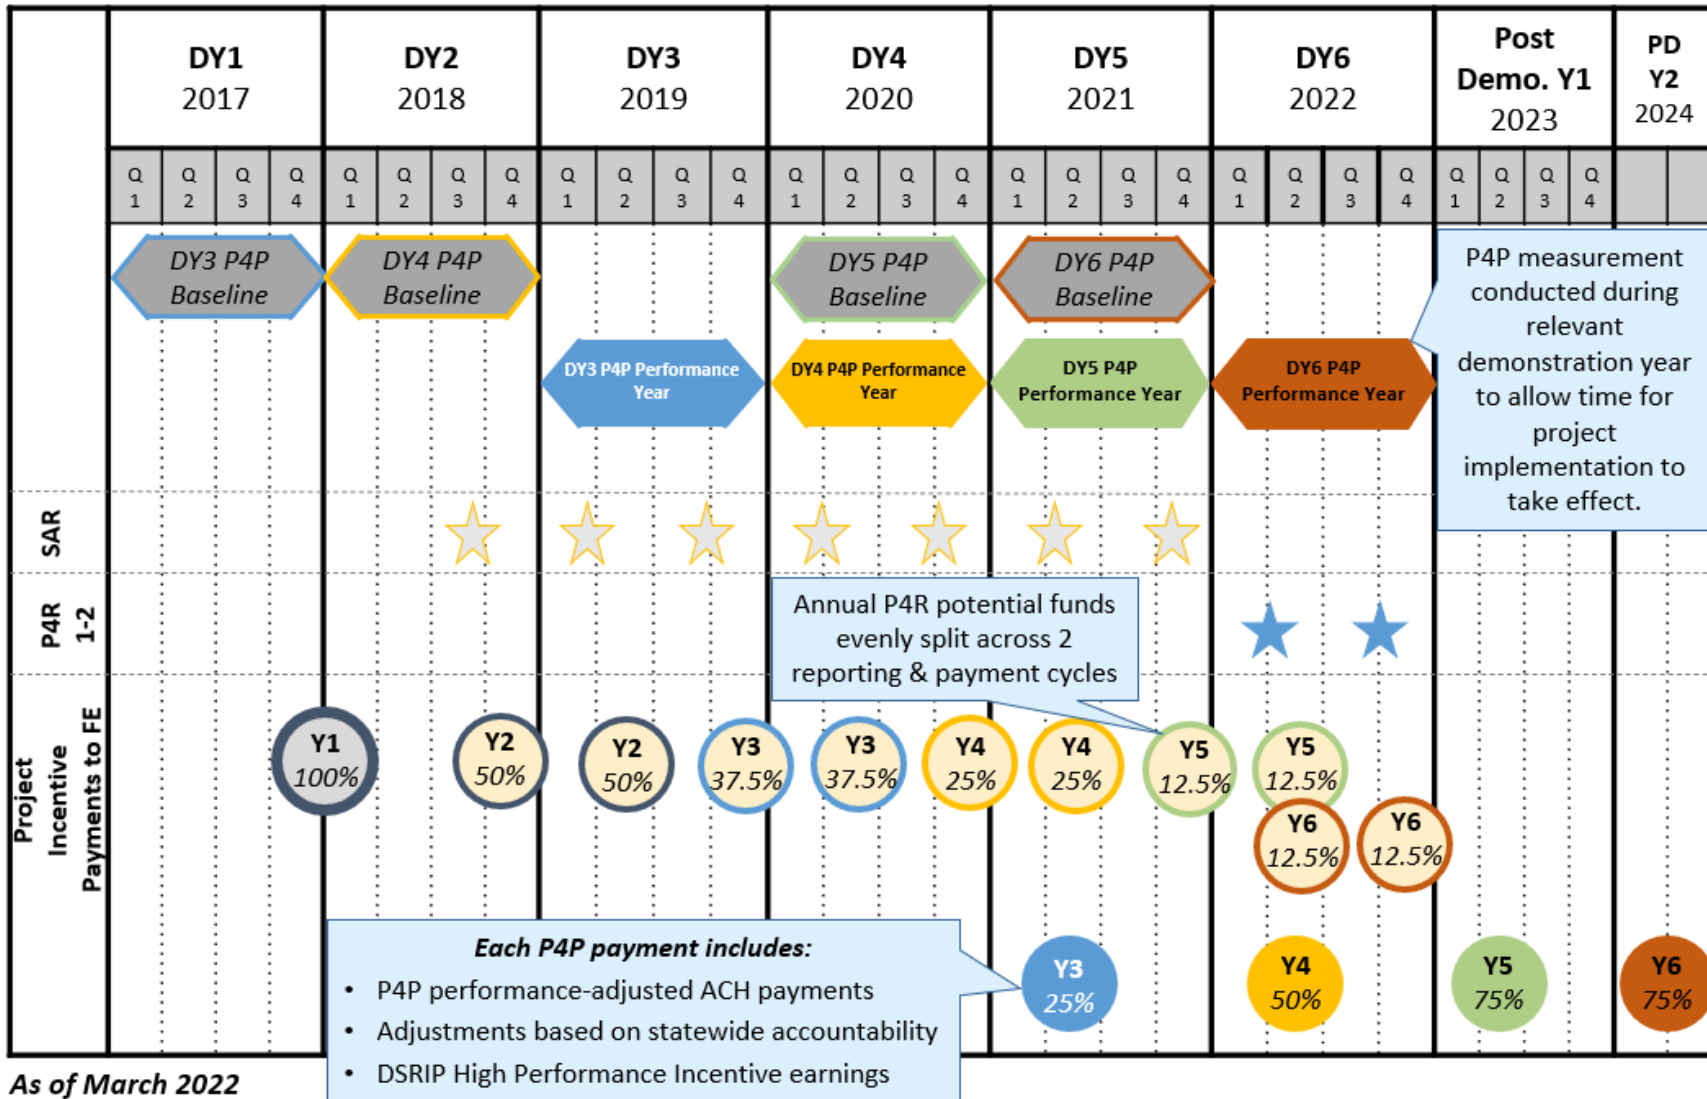 DY1
2017
DY2
2018
DY3
2019
DY4
2020
DY5
2021
DY6
2022
Post
Demo. Y1
2023
PD
Y2
2024
Q Q Q Q Q Q Q Q Q Q Q Q Q Q Q Q Q Q Q Q Q Q Q Q Q Q Q Q
1 2 3 4 1 2 3 4 1 2 3 4 1 2 3 4 1 2 3 4 1 2 3 4 1 2 3 4
DY3 P4P
Baseline
DY4 P4P
Baseline
DY5 P4P
Baseline
DY6 P4P
Baseline
P4P measurement
conducted during
relevant
demonstration year
to allow time for
project
implementation to
take effect.
DY3 P4P Performance
Year
DY4 P4P Performance
Year
DY5 P4P
Performance Year
DY6 P4P
Performance Year
SAR
P4R
1-2
Annual P4R potential funds
evenly split across 2
reporting & payment cycles
Project
Incentive
Payments to FE
Y1
100%
Y2
50%
Y2
50%
Y3
37.5%
Y3
37.5%
Y4
25%
Y4
25%
Y5
12.5%
Y5
12.5%
Y6
12.5%
Y6
12.5%
Each P4P payment includes:
• P4P performance-adjusted ACH payments
• Adjustments based on statewide accountability
• DSRIP High Performance Incentive earnings
Y3
25%
Y4
50%
Y5
75%
Y6
75%
As of March 2022